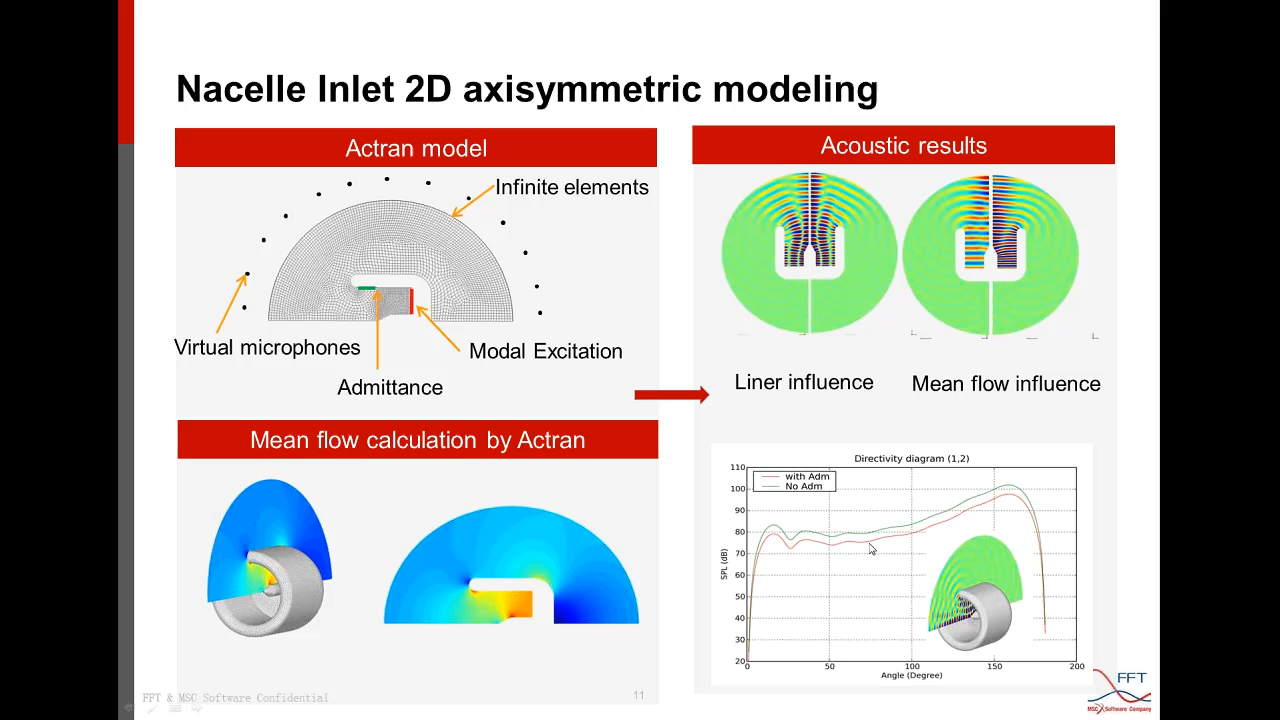 Nacelle Inlet 2D axisymmetric modeling
Actran model
Infinite elements
Virtual microphones
Modal Excitation
Admittance
Mean flow calculation by Actran
Acoustic results
Liner influence
Mean flow influence
Directivity diagram (1,2)
with Adm
No Adm
SPL (dB)
110
100
90
80
70
60
50
40
30
20
0
50
100
150
200
Angle (Degree)
FFT & MSC Software Confidential
11
FFT
MSC Software Company